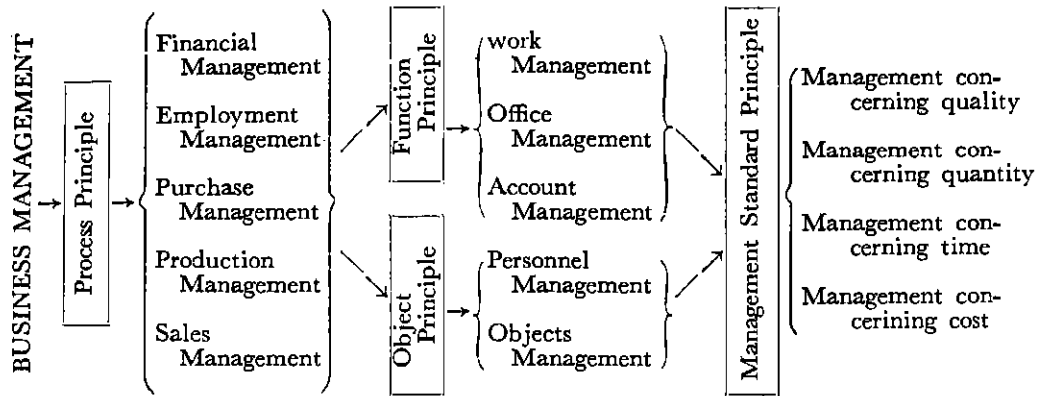 BUSINESS MANAGEMENT
Process Principle
Financial
Management
Employment
Management
Purchase
Management
Production
Management
Sales
Management
Function
Principle
Object
Principle
work
Management
Office
Management
Account
Management
Personnel
Management
Objects
Management
Management Standard Principle
Management con-
cerning quality
Management con-
cerning quantity
Management con-
cerning time
Management con-
cerining cost